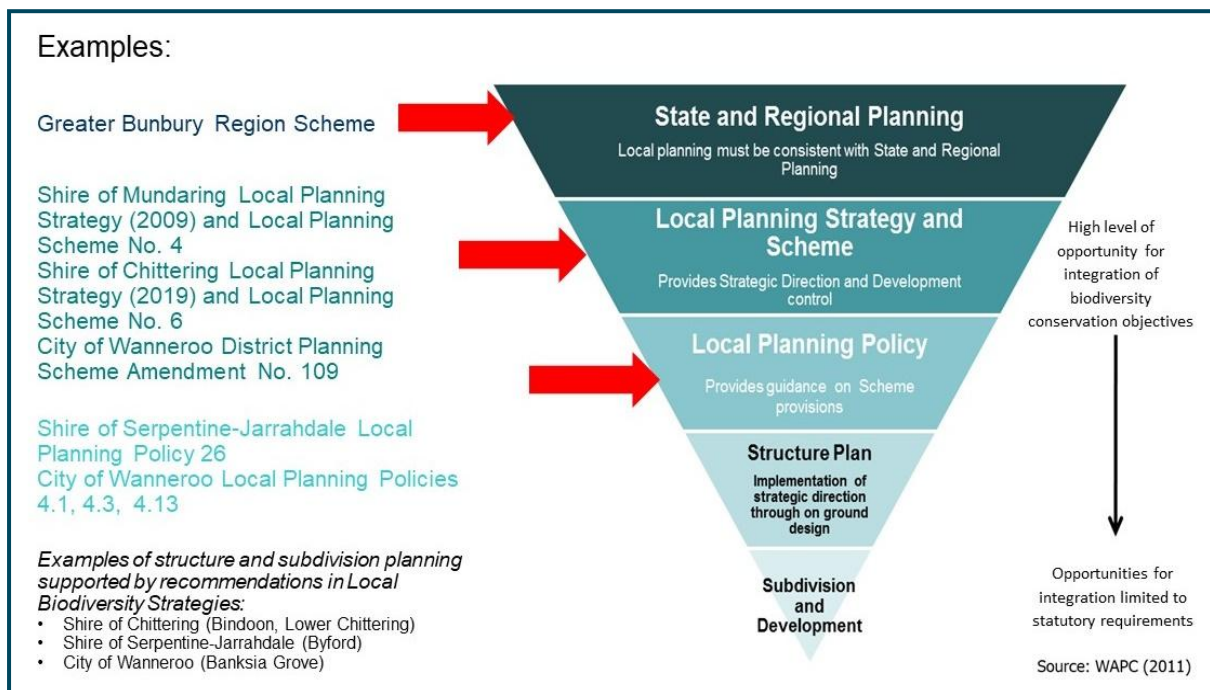 Examples:
Greater Bunbury Region Scheme
Shire of Mundaring Local Planning
Strategy (2009) and Local Planning
Scheme No. 4
Shire of Chittering Local Planning
Strategy (2019) and Local Planning
Scheme No. 6
City of Wanneroo District Planning
Scheme Amendment No. 109
Shire of Serpentine-Jarrahdale Local
Planning Policy 26
City of Wanneroo Local Planning Policies
4.1, 4.3, 4.13
Examples of structure and subdivision planning
supported by recommendations in Local
Biodiversity Strategies:
• Shire of Chittering (Bindoon, Lower Chittering)
• Shire of Serpentine-Jarrahdale (Byford)
• City of Wanneroo (Banksia Grove)
State and Regional Planning
Local planning must be consistent with State and Regional
Planning
Local Planning Strategy and
Scheme
Provides Strategic Direction and Development
control
Local Planning Policy
Provides guidance on Scheme
provisions
Structure Plan
Implementation of
strategic direction
through on ground
design
Subdivision
and
Development
High level of
opportunity for
integration of
biodiversity
conservation objectives
Opportunities for
integration limited to
statutory requirements
Source: WAPC (2011)